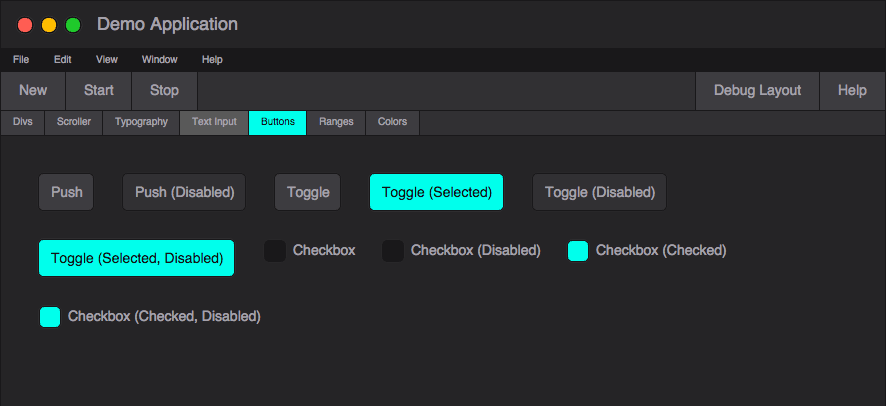 Demo Application
File Edit View Window Help
New Start Stop Debug Layout Help
Divs Scroller Typography Text Input Buttons Ranges Colors
Push Push (Disabled) Toggle Toggle (Selected) Toggle (Disabled)
Toggle (Selected, Disabled) Checkbox Checkbox (Disabled) Checkbox (Checked)
Checkbox (Checked, Disabled)